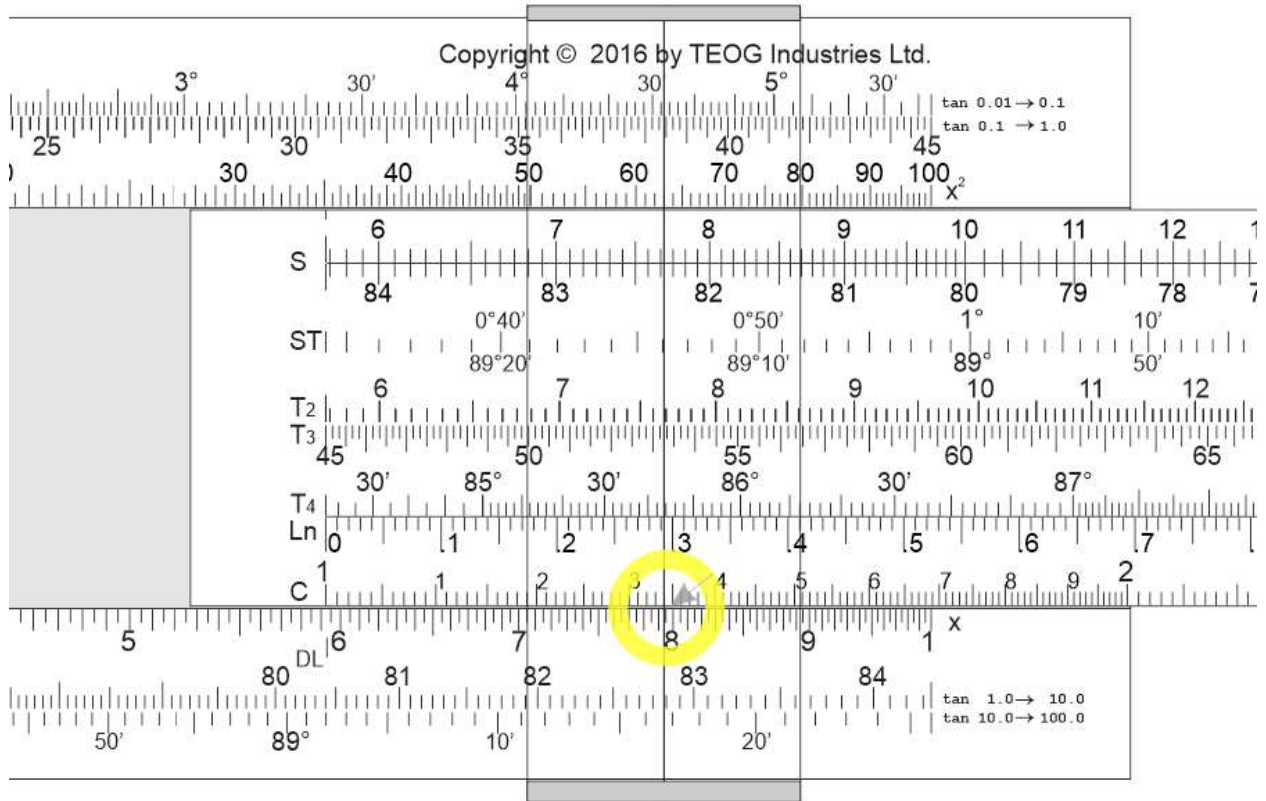 Copyright © 2016 by TEOG Industries Ltd.
3° 30' 4° 30' 5° 30'
tan 0.01→0.1
tan 0.1 →1.0
25 30 35 40 45
30 40 50 60 70 80 90 100 x²
6 7 8 9 10 11 12
S
84 83 82 81 80 79 78
0°40' 0°50' 1° 10'
ST
89°20' 89°10' 89° 50'
6 7 8 9 10 11 12
T2
T3
45 50 55 60 65
30' 85° 30' 86° 30' 87°
T4
Ln 0 .1 .2 .3 .4 .5 .6 .7
1 1 2 3 4 5 6 7 8 9 2
C
x
5 6 7 8 9 1
DL
80 81 82 83 84
tan 1.0→ 10.0
tan 10.0→100.0
50' 89° 10' 20'